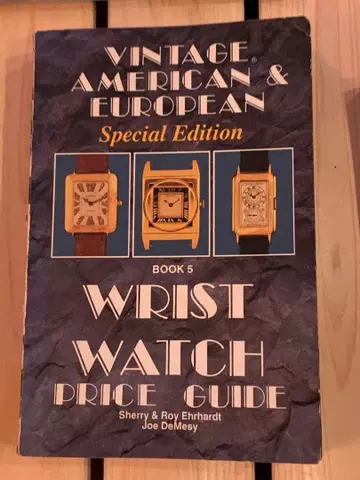 VINTAGE
AMERICAN &
EUROPEAN
Special Edition
BOOK 5
WRIST
WATCH
PRICE GUIDE
Sherry & Roy Ehrhardt
Joe DeMesy